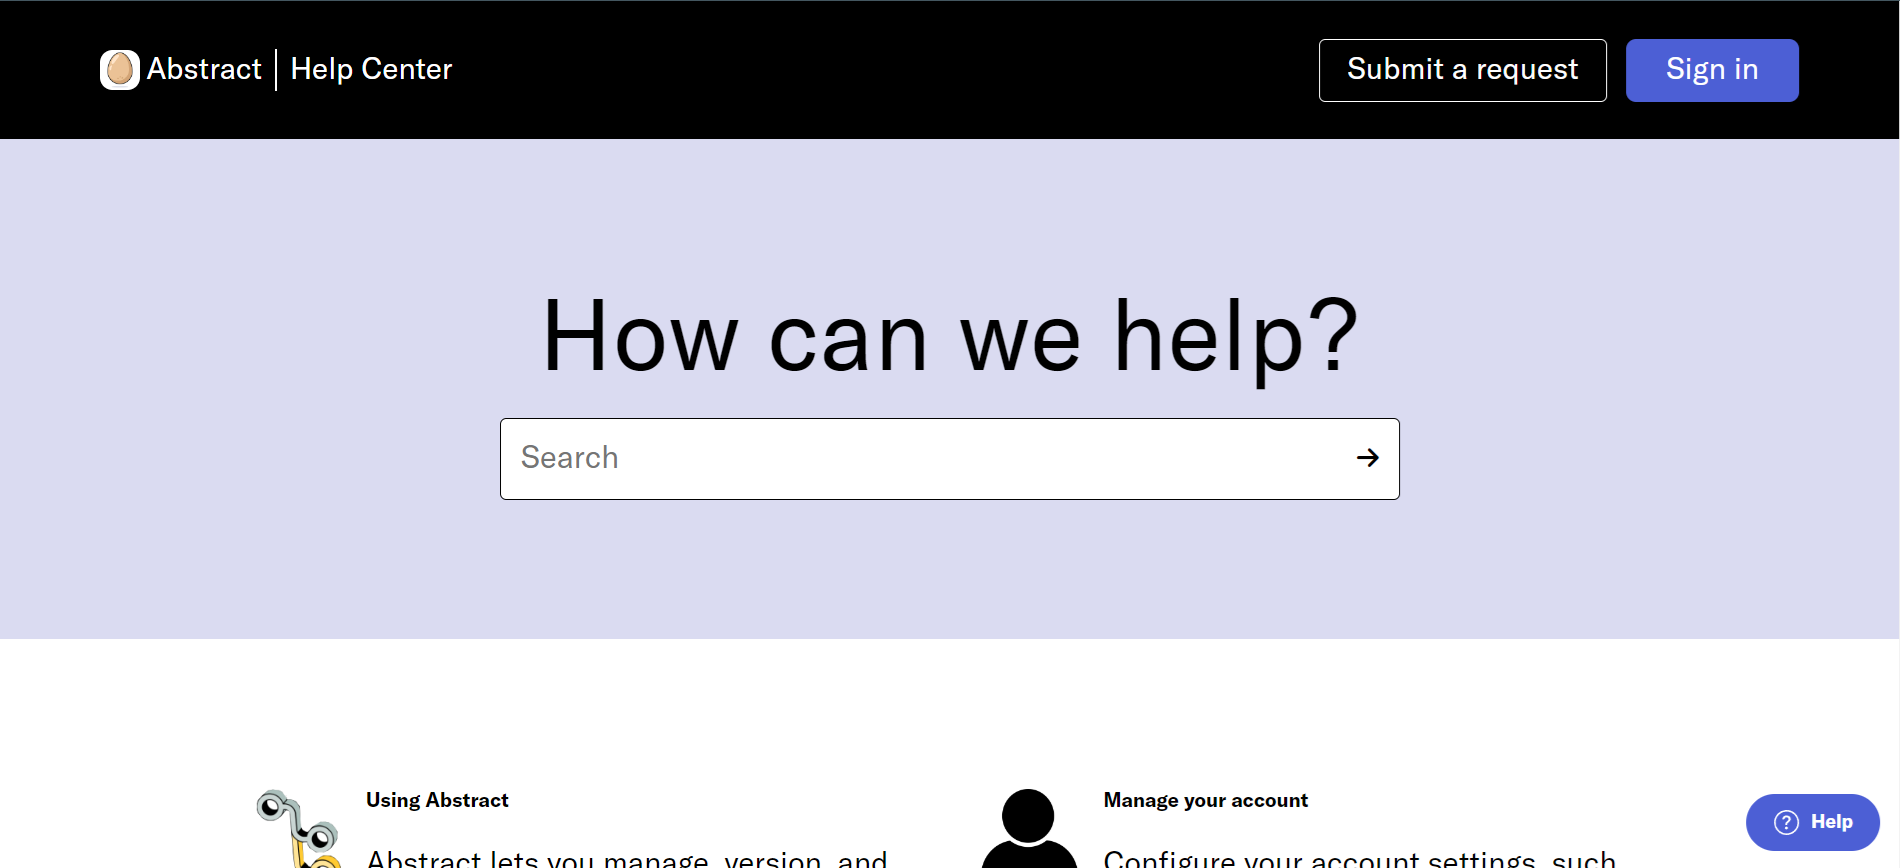 Abstract
Help Center
Submit a request
Sign in
How can we help?
Search
Using Abstract
Abstract lets you manage, version, and
Manage your account
Configure your account settings, such
Help